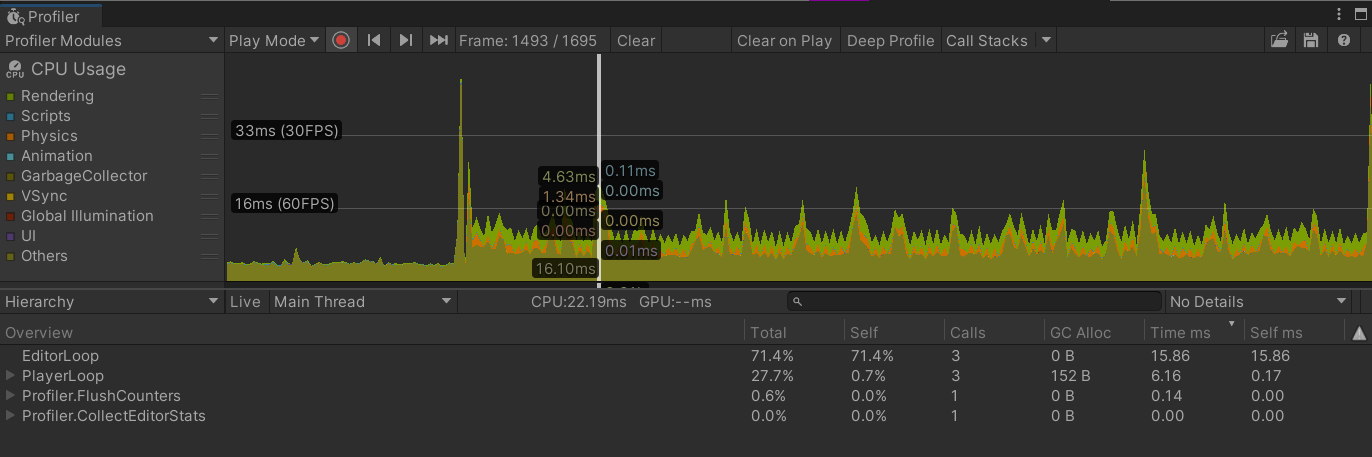 Profiler
Profiler Modules
Play Mode
Frame: 1493 / 1695
Clear
Clear on Play
Deep Profile
Call Stacks
CPU
CPU Usage
Rendering
Scripts
Physics
Animation
GarbageCollector
VSync
Global Illumination
UI
Others
33ms (30FPS)
16ms (60FPS)
4.63ms
0.11ms
1.34ms
0.00ms
0.00ms
0.00ms
0.00ms
0.01ms
16.10ms
Hierarchy
Live
Main Thread
CPU:22.19ms GPU:--ms
No Details
Overview Total Self Calls GC Alloc Time ms Self ms
EditorLoop 71.4% 71.4% 3 0 B 15.86 15.86
PlayerLoop 27.7% 0.7% 3 152 B 6.16 0.17
Profiler.FlushCounters 0.6% 0.0% 1 0 B 0.14 0.00
Profiler.CollectEditorStats 0.0% 0.0% 1 0 B 0.00 0.00